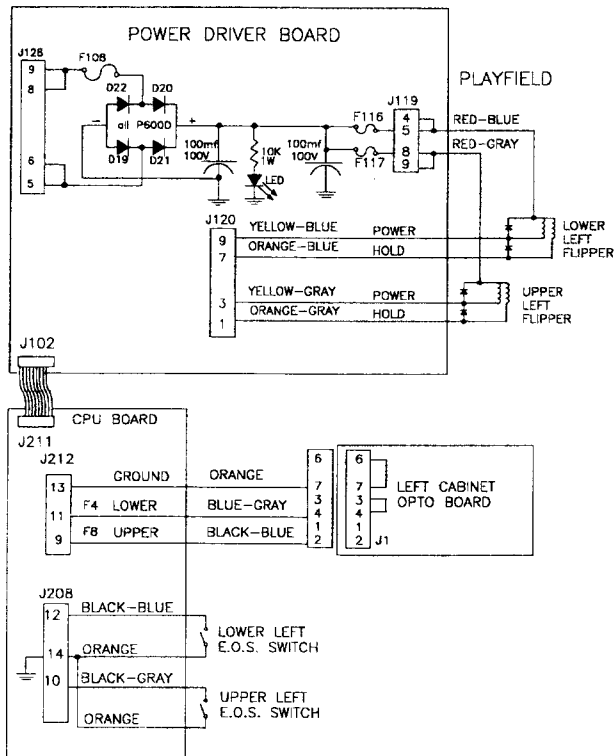 POWER DRIVER BOARD
PLAYFIELD
J128
9
8
6
5
F108
D22
D20
all P600D
D19
D21
–
+
100mf
100V
10K
1W
LED
100mf
100V
F116
F117
J119
4
5
8
9
RED-BLUE
RED-GRAY
J120
9
7
3
1
YELLOW-BLUE POWER
ORANGE-BLUE HOLD
LOWER
LEFT
FLIPPER
YELLOW-GRAY POWER
ORANGE-GRAY HOLD
UPPER
LEFT
FLIPPER
J102
J211
CPU BOARD
J212
13 GROUND ORANGE
11 F4 LOWER BLUE-GRAY
9 F8 UPPER BLACK-BLUE
6
7
3
4
1
2
6
7
3
4
1
2
J1
LEFT CABINET
OPTO BOARD
J208
12 BLACK-BLUE
14 ORANGE
10 BLACK-GRAY
ORANGE
LOWER LEFT
E.O.S. SWITCH
UPPER LEFT
E.O.S. SWITCH